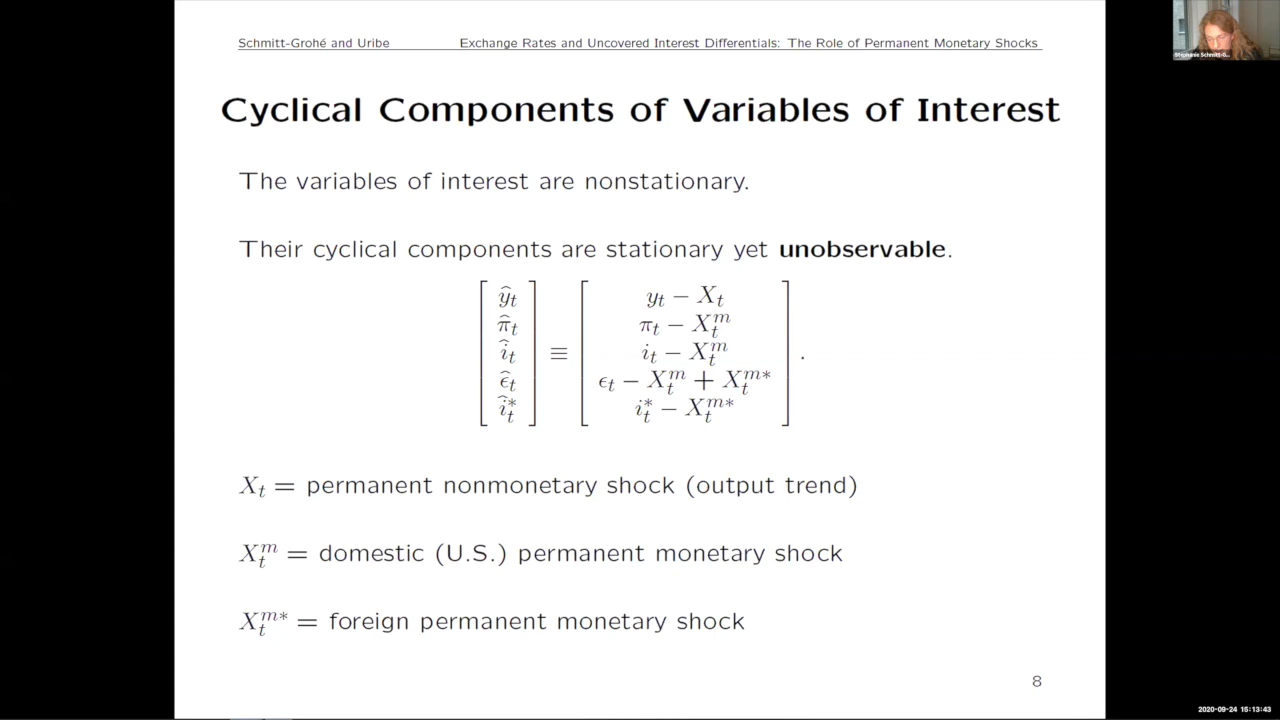 Schmitt-Grohé and Uribe Exchange Rates and Uncovered Interest Differentials: The Role of Permanent Monetary Shocks
Stephanie Schmitt-G...
Cyclical Components of Variables of Interest
The variables of interest are nonstationary.
Their cyclical components are stationary yet unobservable.
[ŷ_t] [y_t − X_t]
[π̂_t] [π_t − X_t^m]
[î_t] ≡ [i_t − X_t^m] .
[ϵ̂_t] [ϵ_t − X_t^m + X_t^{m*}]
[î_t^*] [i_t^* − X_t^{m*}]
X_t = permanent nonmonetary shock (output trend)
X_t^m = domestic (U.S.) permanent monetary shock
X_t^{m*} = foreign permanent monetary shock
8
2020-09-24 16:13:43